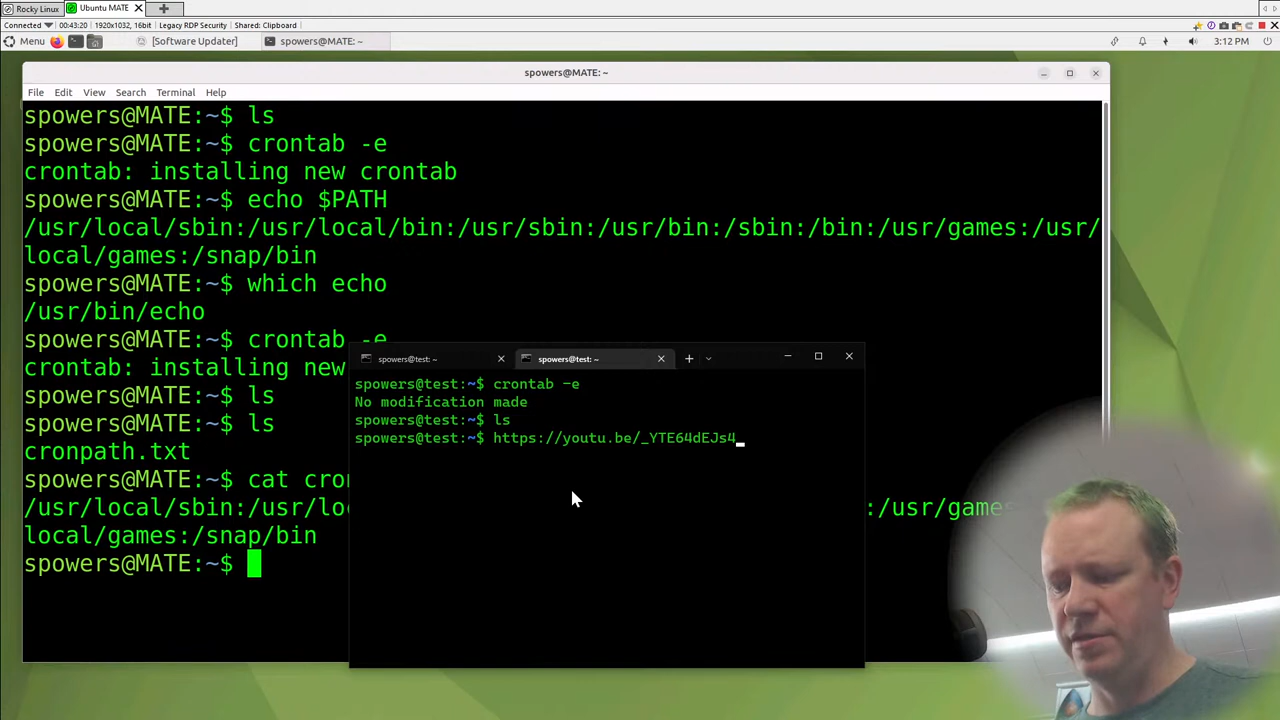 Rocky Linux
Ubuntu MATE
Connected
00:43:20
1920x1032, 16bit
Legacy RDP Security
Shared: Clipboard
Menu
[Software Updater]
spowers@MATE: ~
3:12 PM
spowers@MATE: ~
File Edit View Search Terminal Help
spowers@MATE:~$ ls
spowers@MATE:~$ crontab -e
crontab: installing new crontab
spowers@MATE:~$ echo $PATH
/usr/local/sbin:/usr/local/bin:/usr/sbin:/usr/bin:/sbin:/bin:/usr/games:/usr/
local/games:/snap/bin
spowers@MATE:~$ which echo
/usr/bin/echo
spowers@MATE:~$ crontab -e
crontab: installing new
spowers@MATE:~$ ls
spowers@MATE:~$ ls
cronpath.txt
spowers@MATE:~$ cat cron
/usr/local/sbin:/usr/lo :/usr/games
local/games:/snap/bin
spowers@MATE:~$
spowers@test: ~
spowers@test: ~
spowers@test:~$ crontab -e
No modification made
spowers@test:~$ ls
spowers@test:~$ https://youtu.be/_YTE64dEJs4